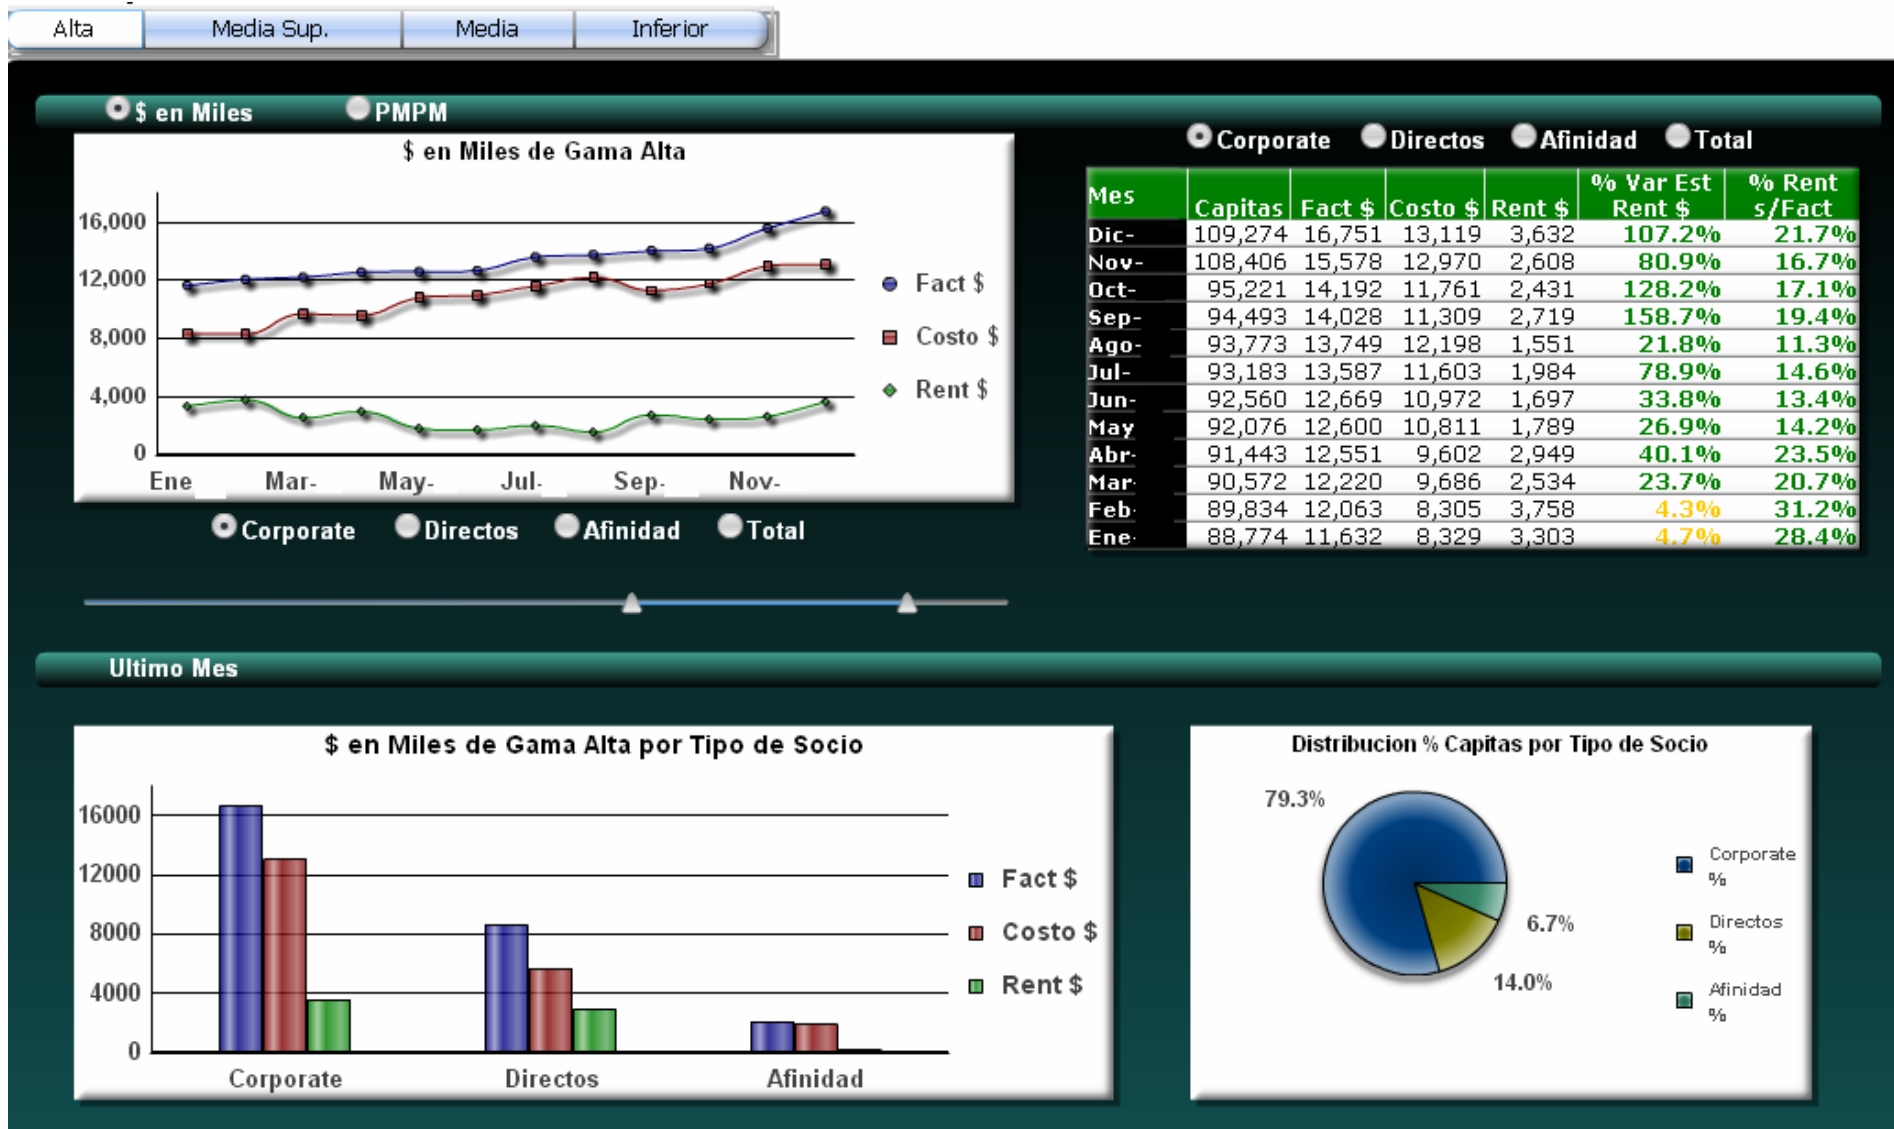 Alta Media Sup. Media Inferior
$ en Miles PMPM
$ en Miles de Gama Alta
16,000
12,000
8,000
4,000
0
Ene Mar- May- Jul- Sep- Nov-
Fact $
Costo $
Rent $
Corporate Directos Afinidad Total
Corporate Directos Afinidad Total
Mes Capitas Fact $ Costo $ Rent $ % Var Est Rent $ % Rent s/Fact
Dic- 109,274 16,751 13,119 3,632 107.2% 21.7%
Nov- 108,406 15,578 12,970 2,608 80.9% 16.7%
Oct- 95,221 14,192 11,761 2,431 128.2% 17.1%
Sep- 94,493 14,028 11,309 2,719 158.7% 19.4%
Ago- 93,773 13,749 12,198 1,551 21.8% 11.3%
Jul- 93,183 13,587 11,603 1,984 78.9% 14.6%
Jun- 92,560 12,669 10,972 1,697 33.8% 13.4%
May 92,076 12,600 10,811 1,789 26.9% 14.2%
Abr- 91,443 12,551 9,602 2,949 40.1% 23.5%
Mar- 90,572 12,220 9,686 2,534 23.7% 20.7%
Feb- 89,834 12,063 8,305 3,758 4.3% 31.2%
Ene- 88,774 11,632 8,329 3,303 4.7% 28.4%
Ultimo Mes
$ en Miles de Gama Alta por Tipo de Socio
16000
12000
8000
4000
0
Corporate Directos Afinidad
Fact $
Costo $
Rent $
Distribucion % Capitas por Tipo de Socio
79.3%
6.7%
14.0%
Corporate
%
Directos
%
Afinidad
%